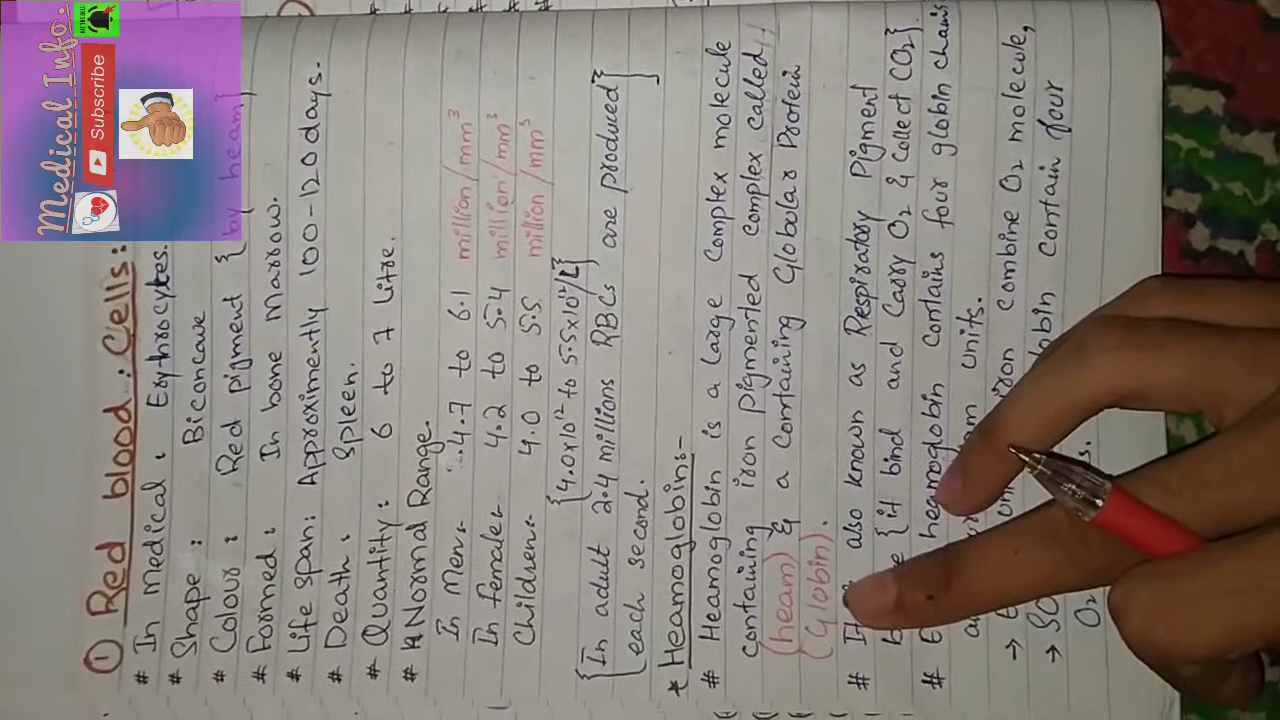 Medical Info.
Subscribe
① Red blood Cells:
# In medical : Erythrocytes.
# Shape : Biconcave
# Colour : Red pigment { by heam }
# Formed : In bone Marrow.
# Life span : Approximately 100-120 days.
# Death : Spleen.
# Quantity : 6 to 7 litre.
# Normal Range.
In Men 4.7 to 6.1 million/mm³
In female 4.2 to 5.4 million/mm³
Children 4.0 to 5.5 million/mm³
{4.0x10¹² to 5.5x10¹²/L}
{In adult 2.4 millions RBCs are produced
each second.
* Heamoglobin:-
# Heamoglobin is a large complex molecule
containing iron pigmented complex called
(heam) & a containing Globolar Protein
(Globin).
# It also known as Respiratory Pigment
{it bind and Carry O₂ & Collect CO₂}
# heamoglobin contains four globin chains
units.
→ iron combine O₂ molecule,
→ contain four
O₂